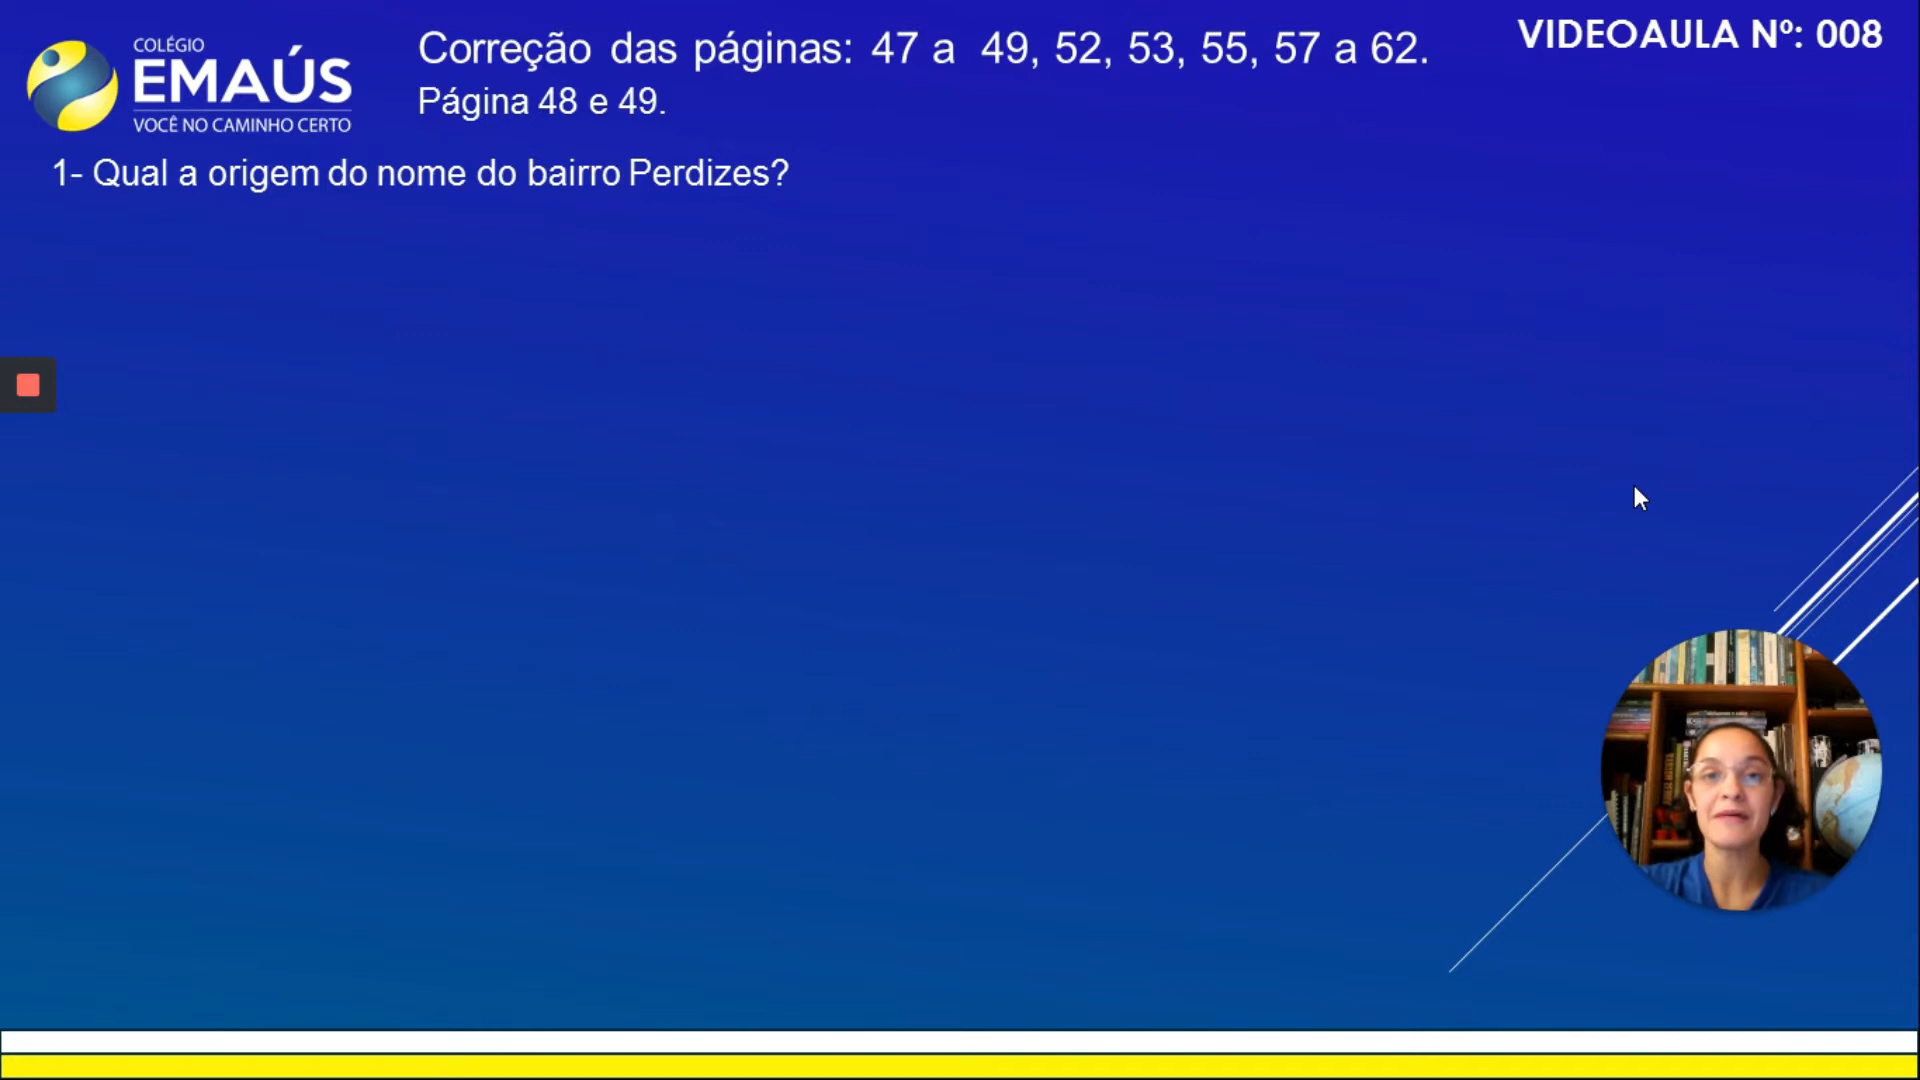 COLÉGIO
EMAÚS
VOCÊ NO CAMINHO CERTO
Correção das páginas: 47 a 49, 52, 53, 55, 57 a 62.
Página 48 e 49.
VIDEOAULA Nº: 008
1- Qual a origem do nome do bairro Perdizes?